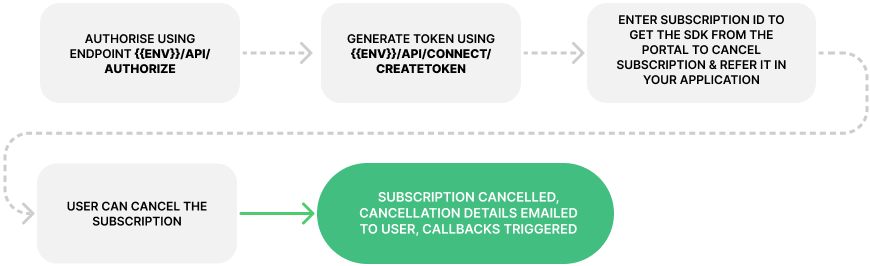 AUTHORISE USING
ENDPOINT {{ENV}}/API/
AUTHORIZE
GENERATE TOKEN USING
{{ENV}}/API/CONNECT/
CREATETOKEN
ENTER SUBSCRIPTION ID TO
GET THE SDK FROM THE
PORTAL TO CANCEL
SUBSCRIPTION & REFER IT IN
YOUR APPLICATION
USER CAN CANCEL THE
SUBSCRIPTION
SUBSCRIPTION CANCELLED,
CANCELLATION DETAILS EMAILED
TO USER, CALLBACKS TRIGGERED